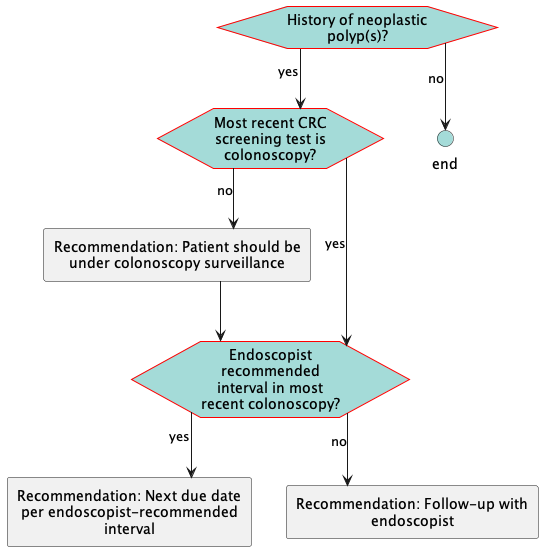 History of neoplastic
polyp(s)?
yes
no
Most recent CRC
screening test is
colonoscopy?
end
no
yes
Recommendation: Patient should be
under colonoscopy surveillance
Endoscopist
recommended
interval in most
recent colonoscopy?
yes
no
Recommendation: Next due date
per endoscopist-recommended
interval
Recommendation: Follow-up with
endoscopist